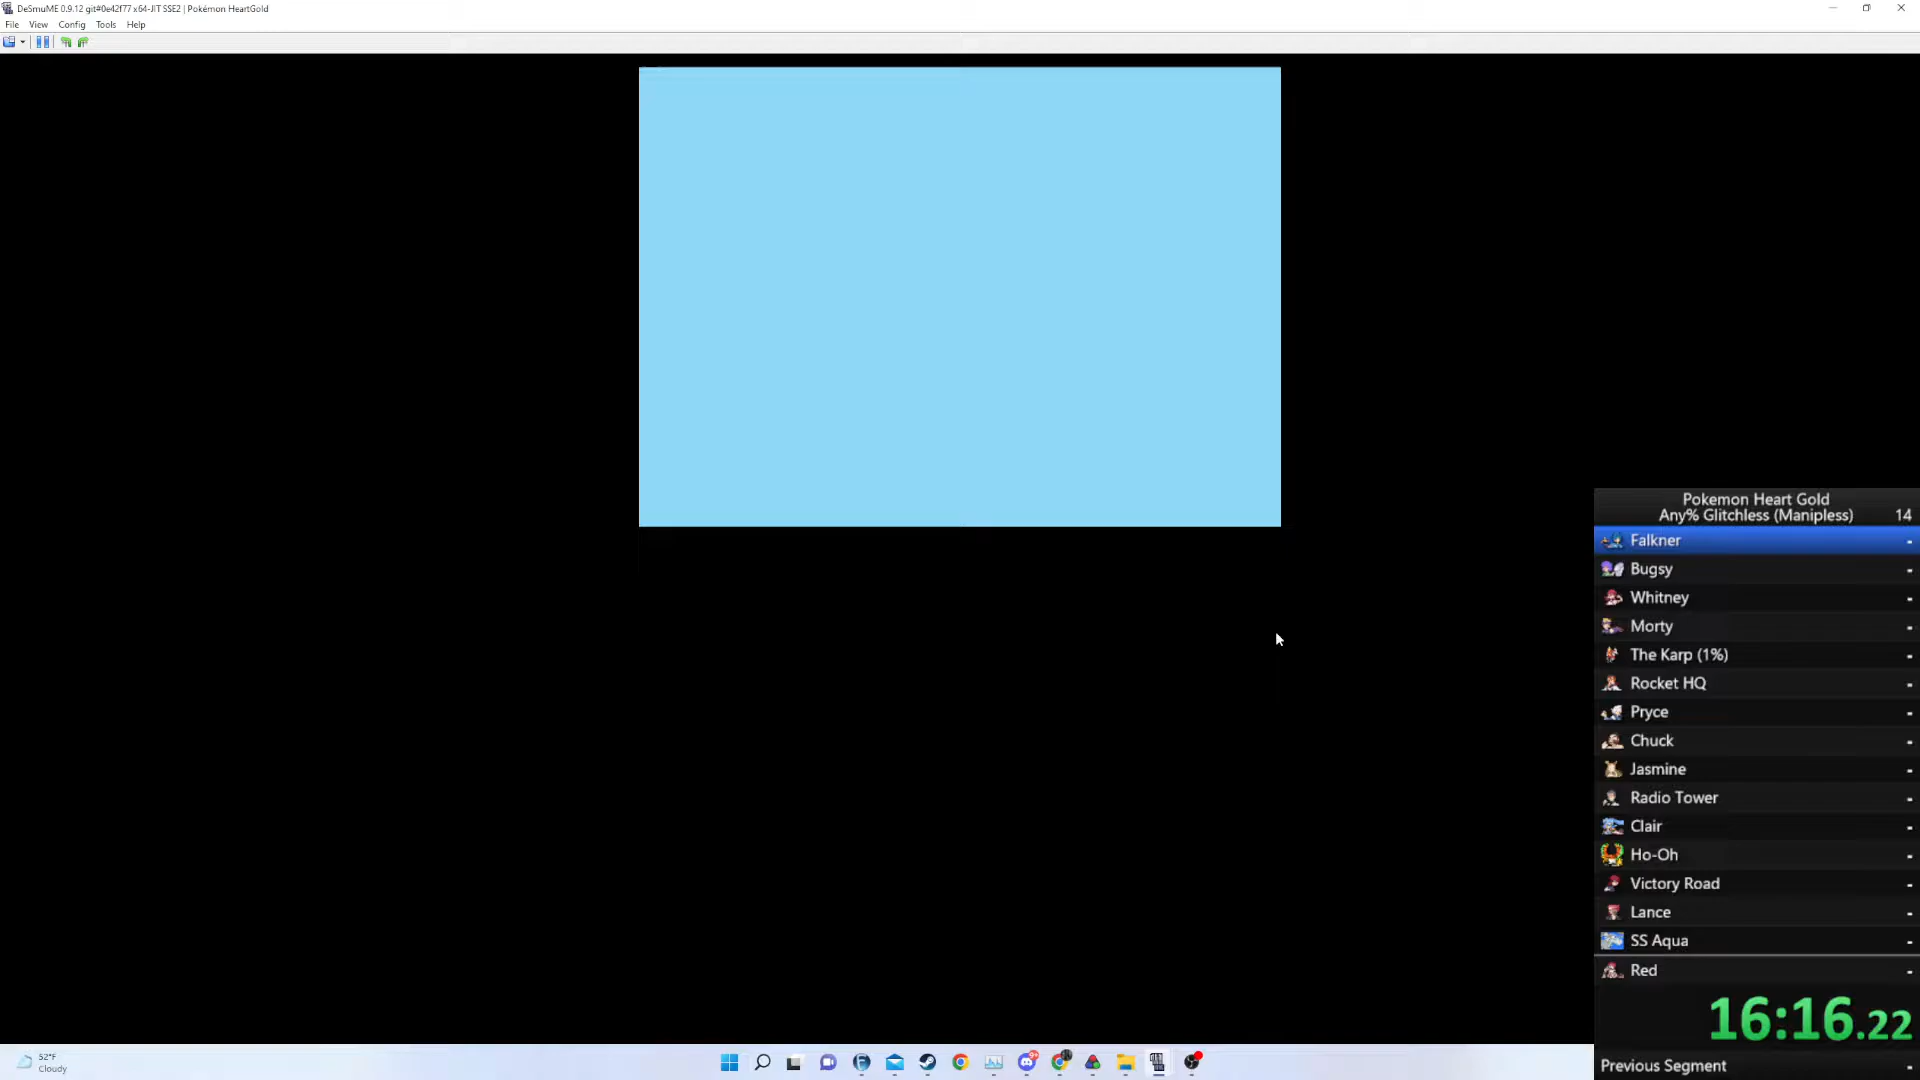 DeSmuME 0.9.12 git#0e42f77 x64-JIT SSE2 | Pokémon HeartGold
File View Config Tools Help
Pokemon Heart Gold
Any% Glitchless (Manipless) 14
Falkner -
Bugsy -
Whitney -
Morty -
The Karp (1%) -
Rocket HQ -
Pryce -
Chuck -
Jasmine -
Radio Tower -
Clair -
Ho-Oh -
Victory Road -
Lance -
SS Aqua -
Red -
16:16.22
Previous Segment -
52°F
Cloudy